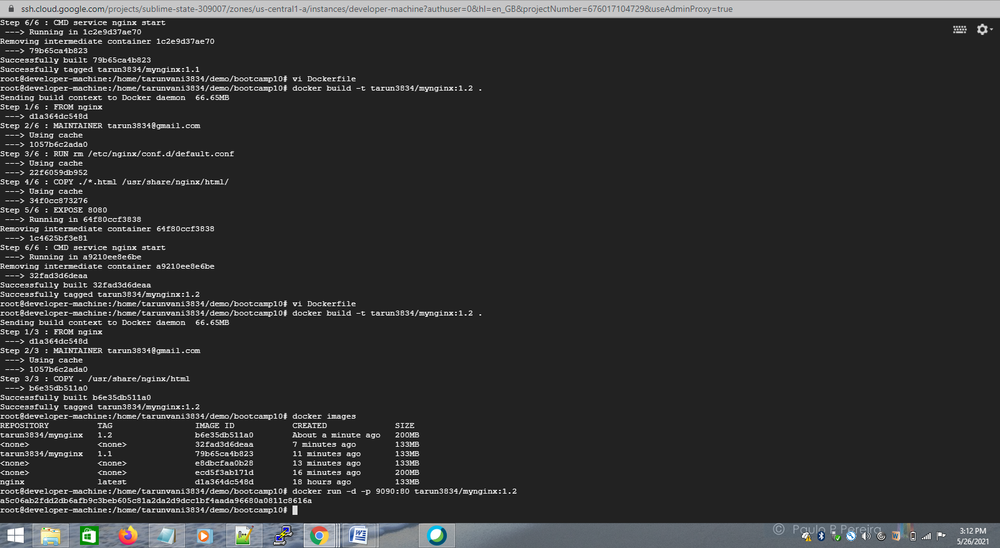 ssh.cloud.google.com/projects/sublime-state-309007/zones/us-central1-a/instances/developer-machine?authuser=0&hl=en_GB&projectNumber=676017104729&useAdminProxy=true
Step 6/6 : CMD service nginx start
 ---> Running in 1c2e9d37ae70
Removing intermediate container 1c2e9d37ae70
 ---> 79b65ca4b823
Successfully built 79b65ca4b823
Successfully tagged tarun3834/mynginx:1.1
root@developer-machine:/home/tarunvani3834/demo/bootcamp10# vi Dockerfile
root@developer-machine:/home/tarunvani3834/demo/bootcamp10# docker build -t tarun3834/mynginx:1.2 .
Sending build context to Docker daemon  66.65MB
Step 1/6 : FROM nginx
 ---> d1a364dc548d
Step 2/6 : MAINTAINER tarun3834@gmail.com
 ---> Using cache
 ---> 1057b6c2ada0
Step 3/6 : RUN rm /etc/nginx/conf.d/default.conf
 ---> Using cache
 ---> 22f6059db952
Step 4/6 : COPY ./*.html /usr/share/nginx/html/
 ---> Using cache
 ---> 34f0cc873276
Step 5/6 : EXPOSE 8080
 ---> Running in 64f80ccf3838
Removing intermediate container 64f80ccf3838
 ---> 1c4625bf3e81
Step 6/6 : CMD service nginx start
 ---> Running in a9210ee8e6be
Removing intermediate container a9210ee8e6be
 ---> 32fad3d6deaa
Successfully built 32fad3d6deaa
Successfully tagged tarun3834/mynginx:1.2
root@developer-machine:/home/tarunvani3834/demo/bootcamp10# vi Dockerfile
root@developer-machine:/home/tarunvani3834/demo/bootcamp10# docker build -t tarun3834/mynginx:1.2 .
Sending build context to Docker daemon  66.65MB
Step 1/3 : FROM nginx
 ---> d1a364dc548d
Step 2/3 : MAINTAINER tarun3834@gmail.com
 ---> Using cache
 ---> 1057b6c2ada0
Step 3/3 : COPY . /usr/share/nginx/html
 ---> b6e35db511a0
Successfully built b6e35db511a0
Successfully tagged tarun3834/mynginx:1.2
root@developer-machine:/home/tarunvani3834/demo/bootcamp10# docker images
REPOSITORY          TAG                 IMAGE ID            CREATED              SIZE
tarun3834/mynginx   1.2                 b6e35db511a0        About a minute ago   200MB
<none>              <none>              32fad3d6deaa        7 minutes ago        133MB
tarun3834/mynginx   1.1                 79b65ca4b823        11 minutes ago       133MB
<none>              <none>              e8dbcfaa0b28        13 minutes ago       133MB
<none>              <none>              ecd5f3ab171d        16 minutes ago       200MB
nginx               latest              d1a364dc548d        18 hours ago         133MB
root@developer-machine:/home/tarunvani3834/demo/bootcamp10# docker run -d -p 9090:80 tarun3834/mynginx:1.2
a5c06ab2fdd2db6afb9c3beb605c81a2da2d9dcc1bf4aada96680a0811c8616a
root@developer-machine:/home/tarunvani3834/demo/bootcamp10#
© Paulo P Pereira
3:12 PM
5/26/2021